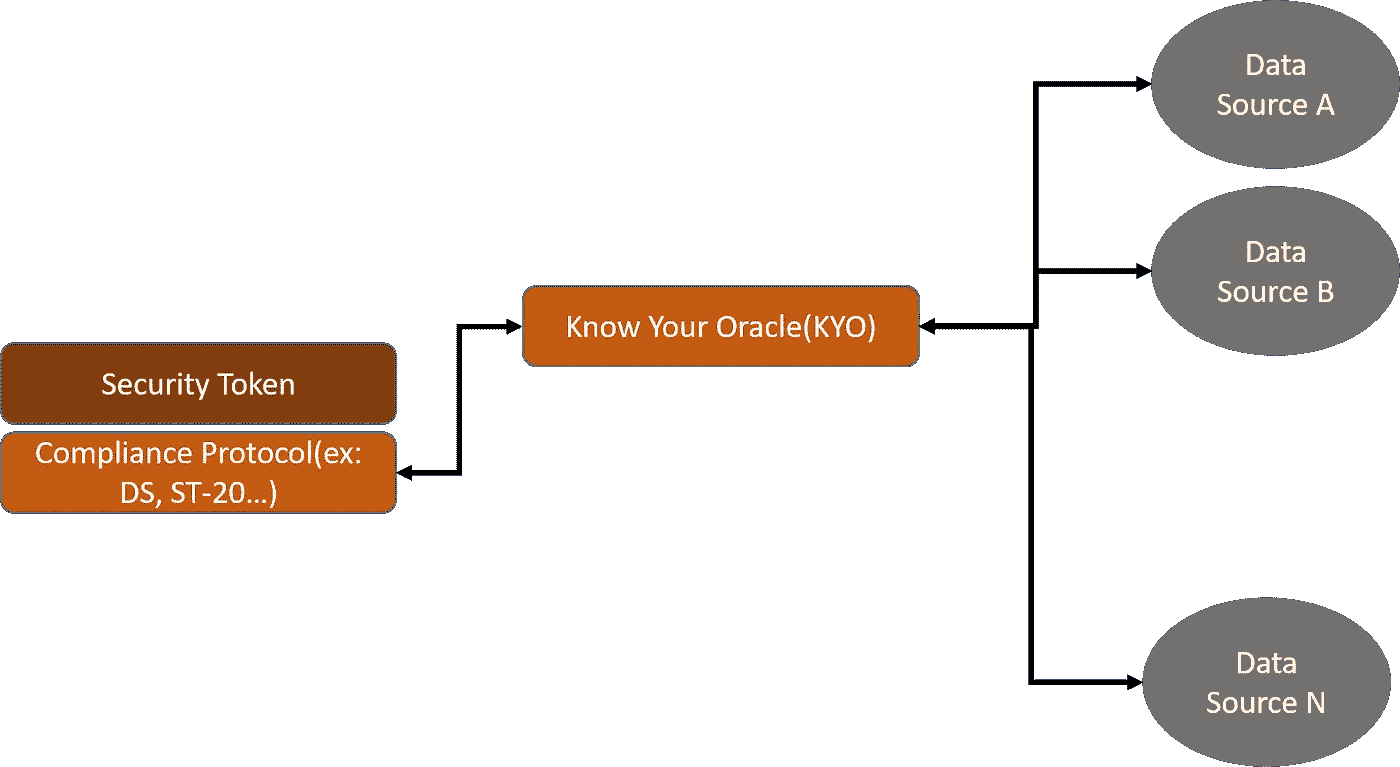 Data
Source A
Data
Source B
Know Your Oracle(KYO)
Security Token
Compliance Protocol(ex:
DS, ST-20...)
Data
Source N